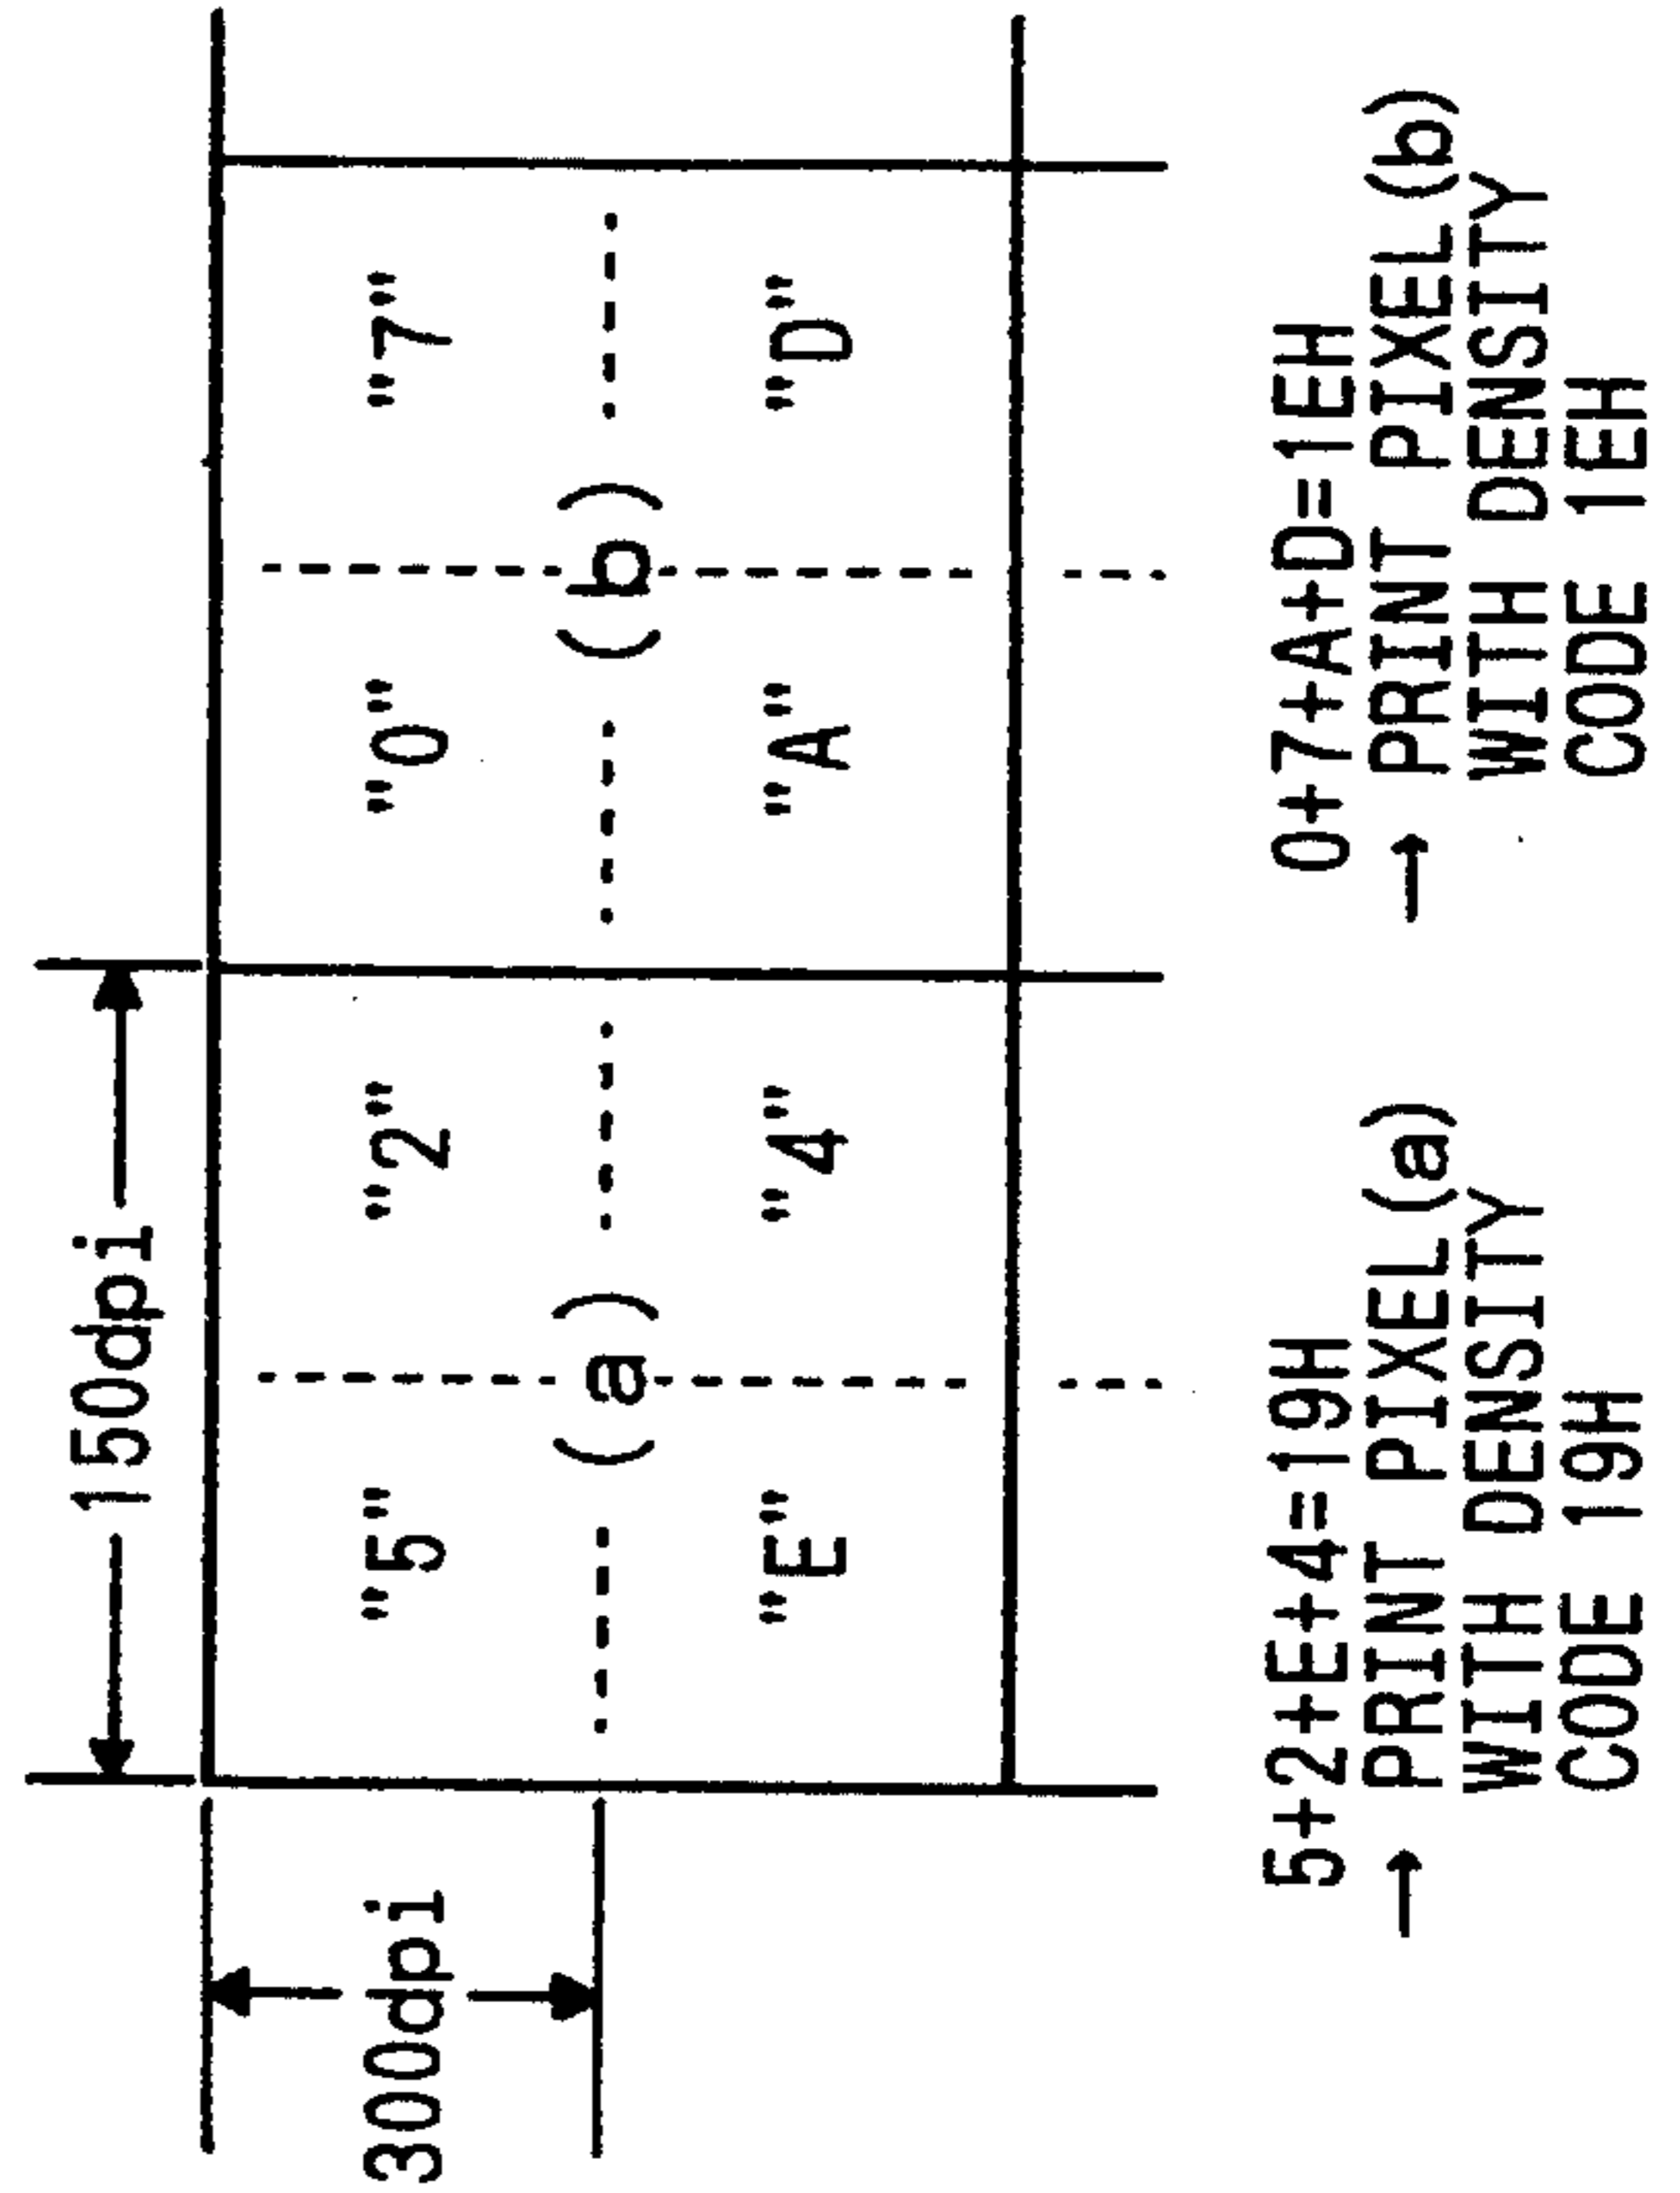 150dpi
300dpi
"5" "2" "0" "7"
(a) (b)
"E" "4" "A" "D"
5+2+E+4=19H
→ PRINT PIXEL(a)
WITH DENSITY
CODE 19H
0+7+A+D=1EH
→ PRINT PIXEL(b)
WITH DENSITY
CODE 1EH